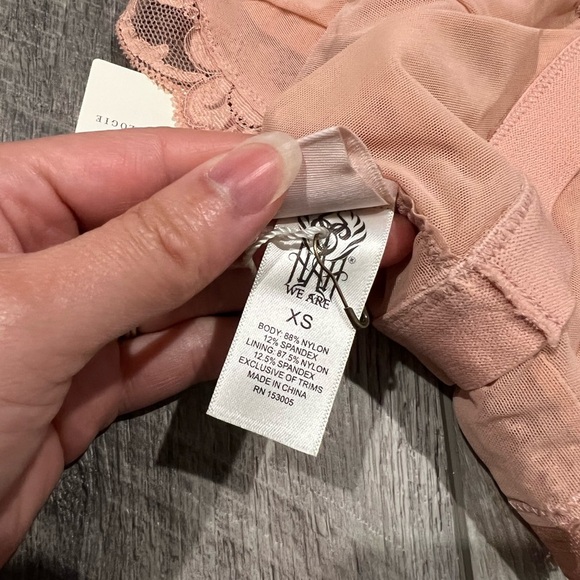 OGIE
®
WE ARE
XS
BODY: 88% NYLON
12% SPANDEX
LINING: 87.5% NYLON
12.5% SPANDEX
EXCLUSIVE OF TRIMS
MADE IN CHINA
RN 153005